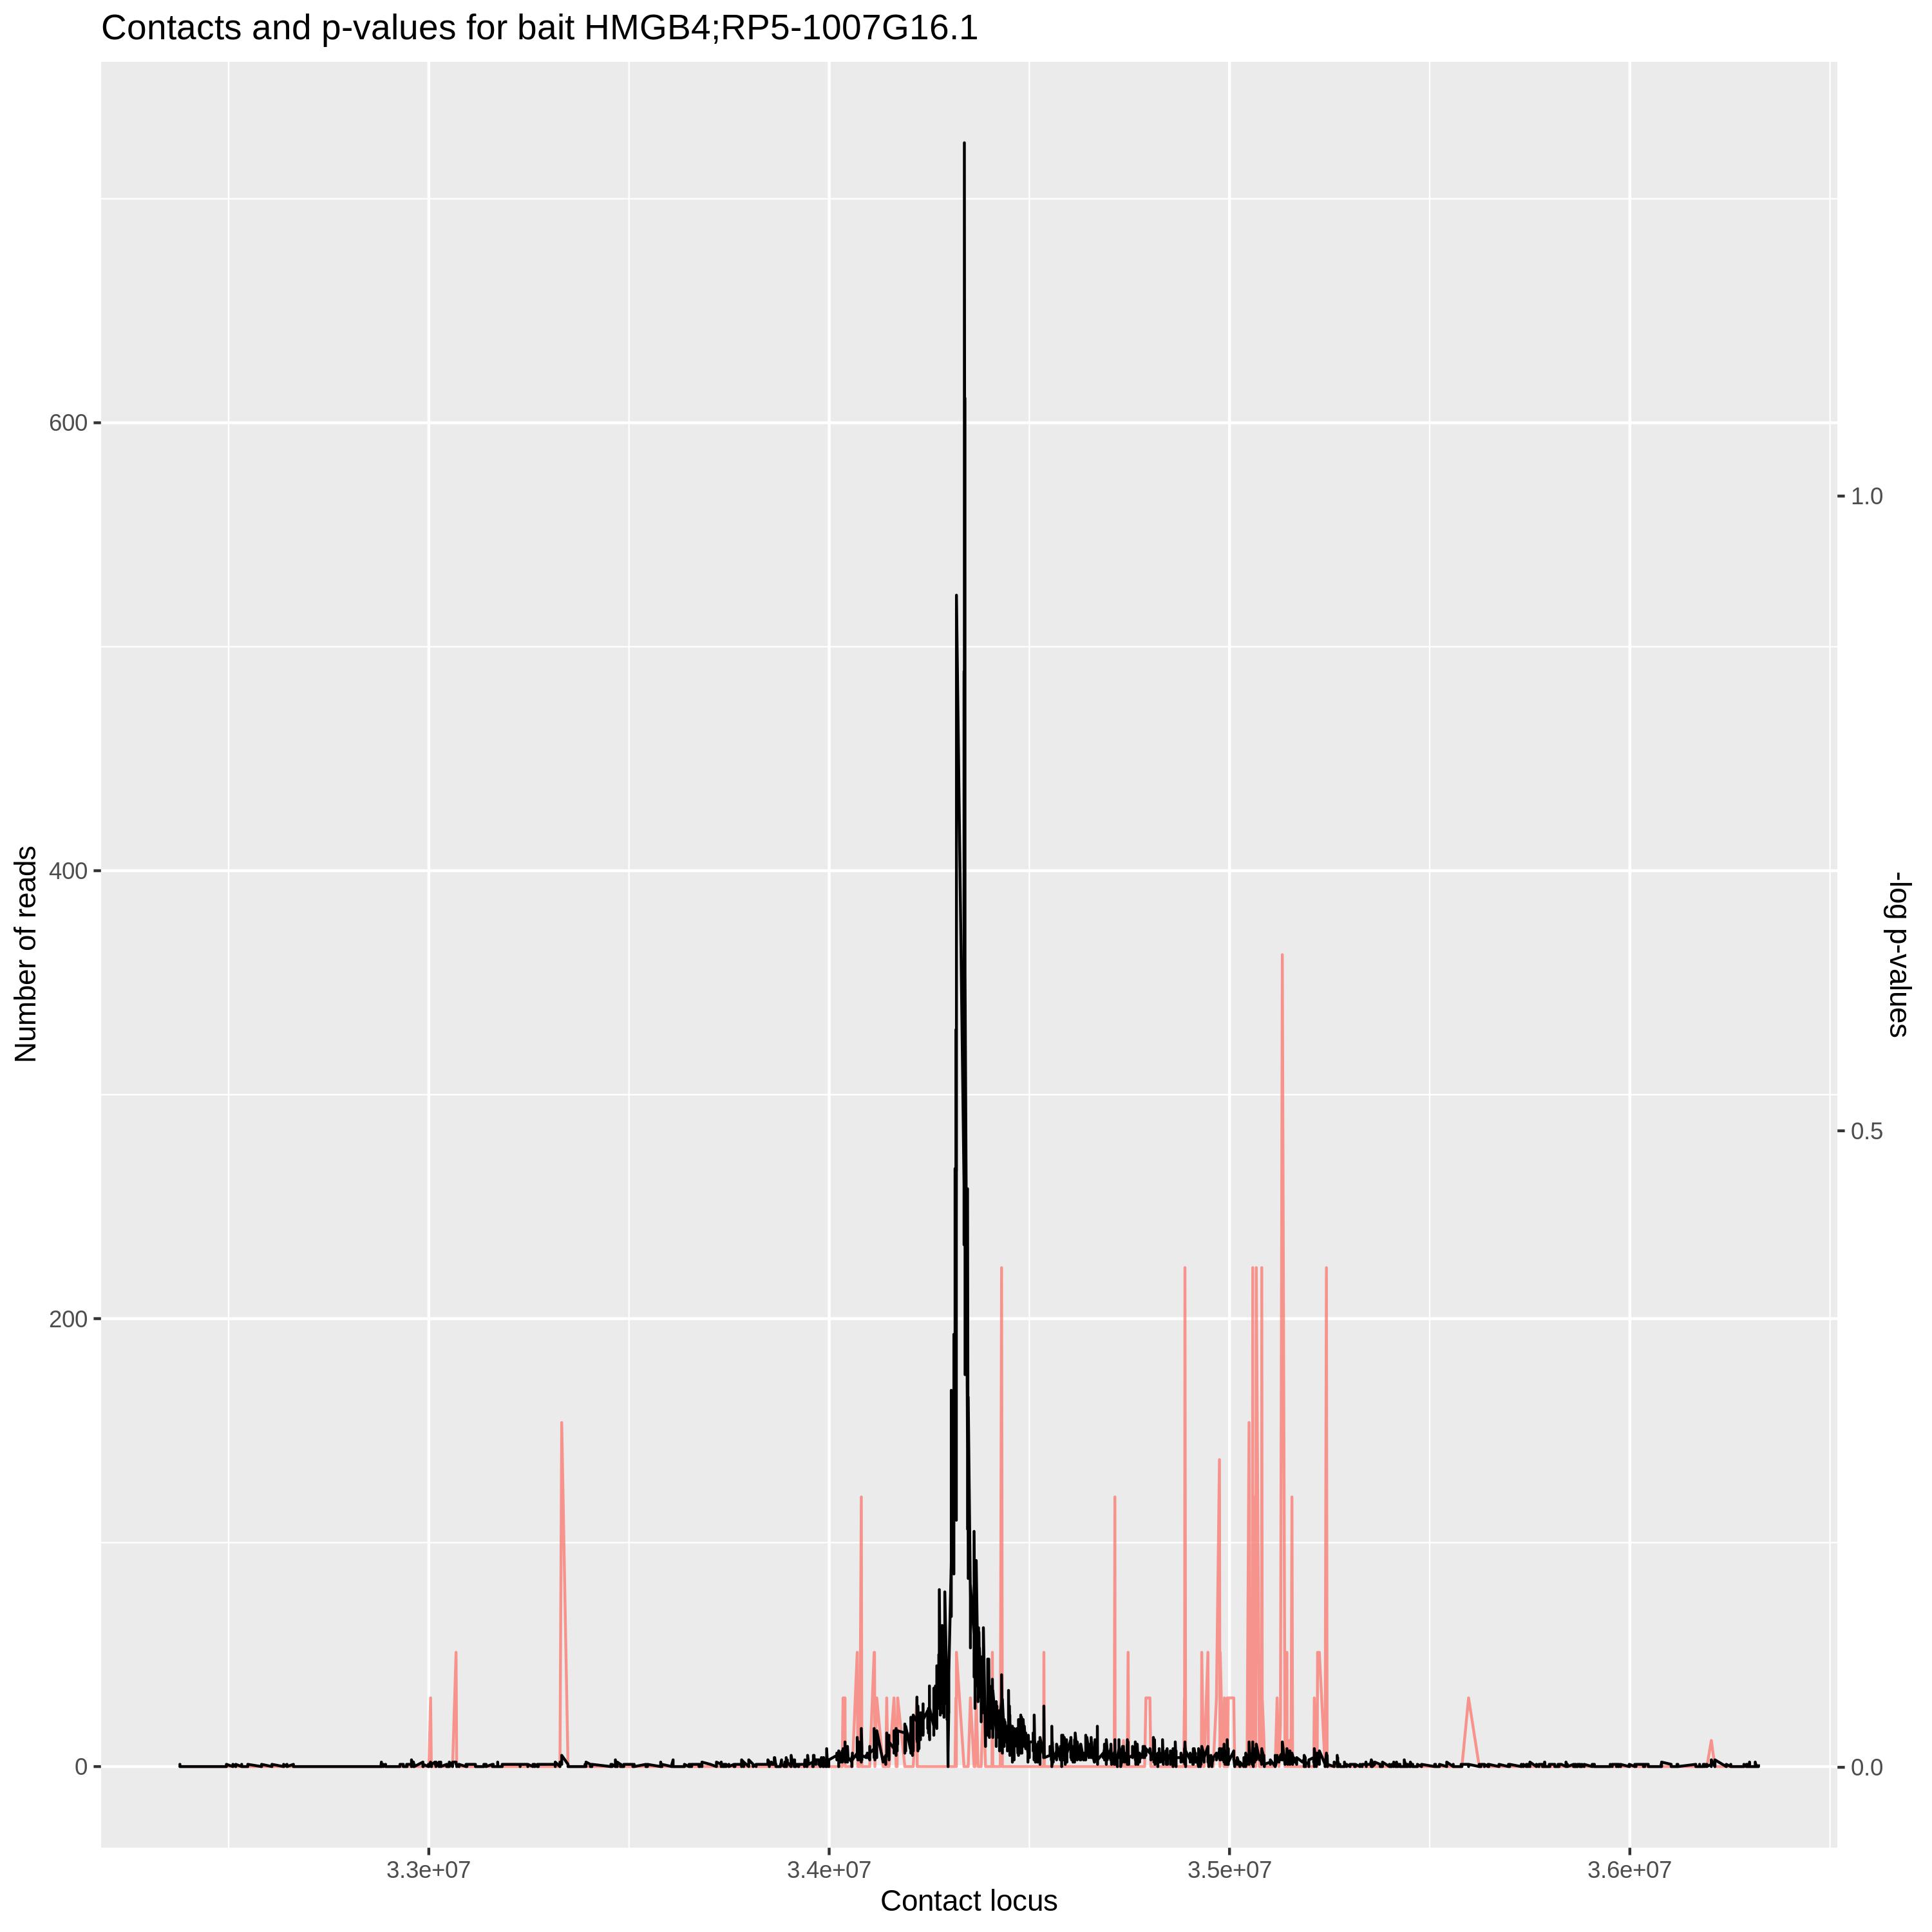 Contacts and p-values for bait HMGB4;RP5-1007G16.1
Number of reads
600
400
200
0
1.0
0.5
0.0
-log p-values
3.3e+07
3.4e+07
3.5e+07
3.6e+07
Contact locus